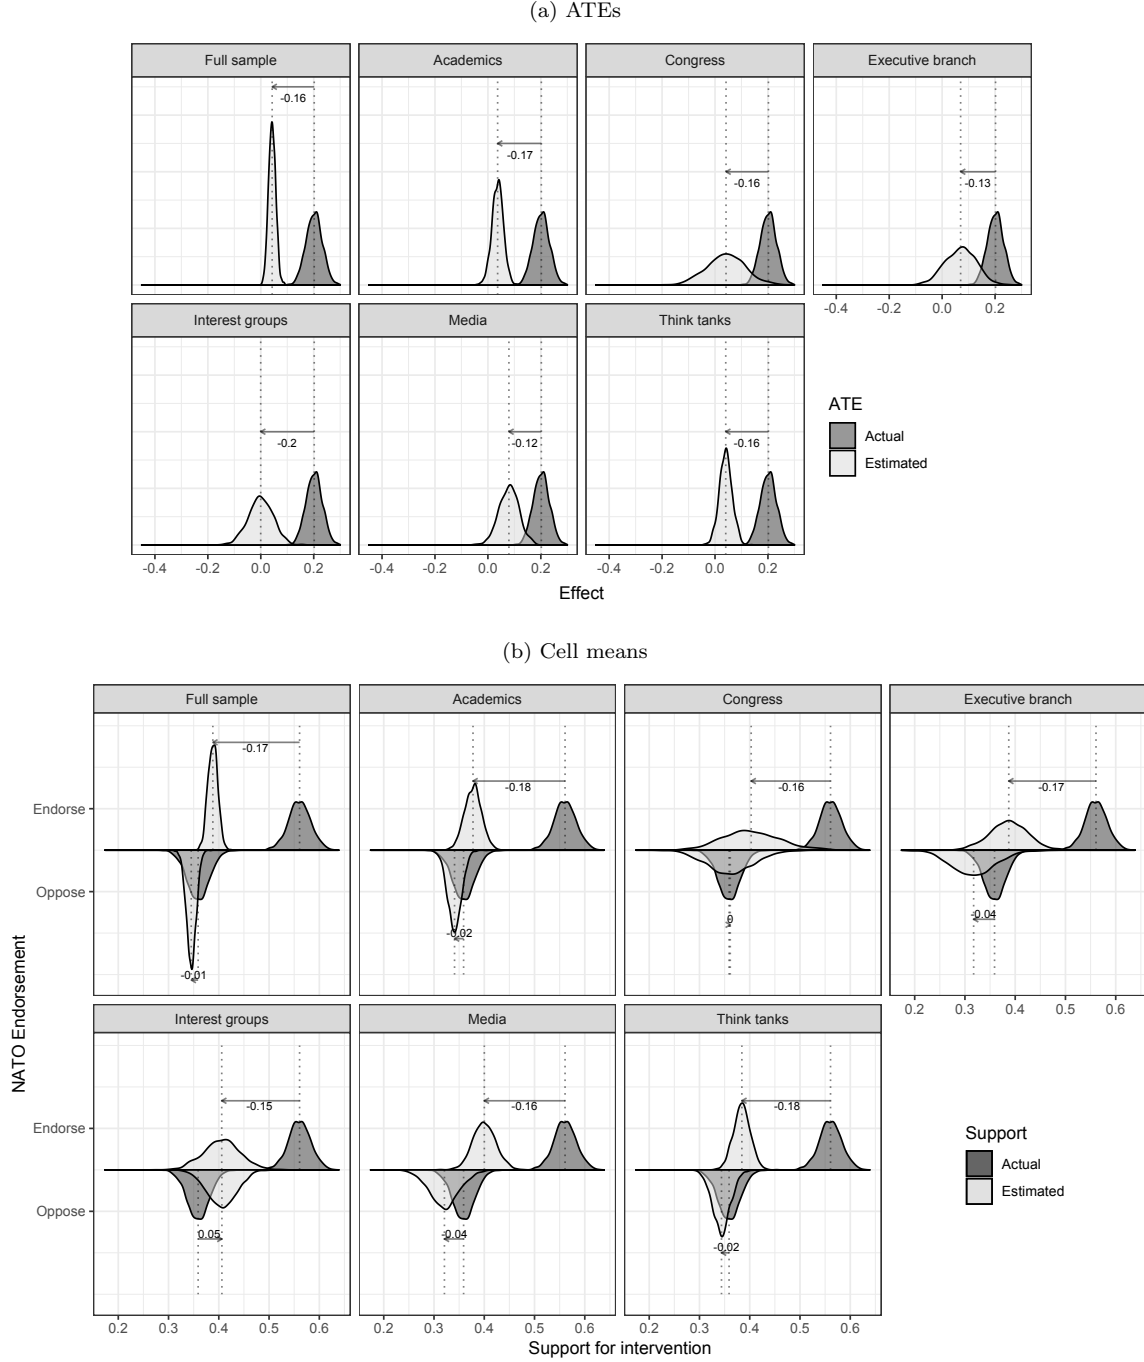 (a) ATEs
Full sample
Academics
Congress
Executive branch
-0.16
-0.17
-0.16
-0.13
-0.4 -0.2 0.0 0.2
Interest groups
Media
Think tanks
-0.2
-0.12
-0.16
ATE
Actual
Estimated
-0.4 -0.2 0.0 0.2
-0.4 -0.2 0.0 0.2
-0.4 -0.2 0.0 0.2
Effect
(b) Cell means
Full sample
Academics
Congress
Executive branch
-0.17
-0.18
-0.16
-0.17
Endorse
Oppose
-0.01
-0.02
0
-0.04
0.2 0.3 0.4 0.5 0.6
NATO Endorsement
Interest groups
Media
Think tanks
-0.15
-0.16
-0.18
Endorse
Oppose
0.05
-0.04
-0.02
Support
Actual
Estimated
0.2 0.3 0.4 0.5 0.6
0.2 0.3 0.4 0.5 0.6
0.2 0.3 0.4 0.5 0.6
Support for intervention